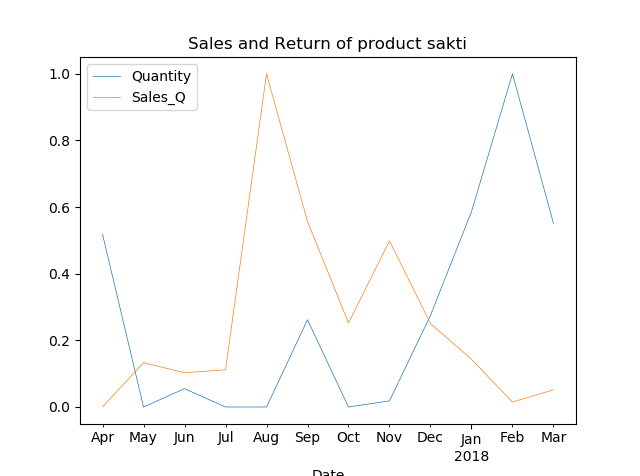 Sales and Return of product sakti
Quantity
Sales_Q
1.0
0.8
0.6
0.4
0.2
0.0
Apr May Jun Jul Aug Sep Oct Nov Dec Jan Feb Mar
2018
Date